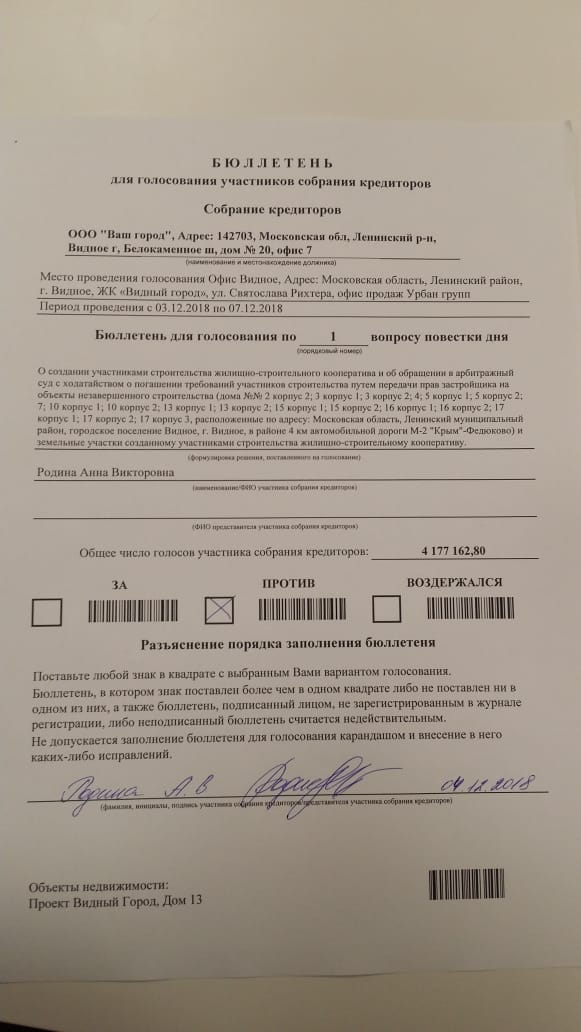 БЮЛЛЕТЕНЬ
для голосования участников собрания кредиторов
Собрание кредиторов
ООО "Ваш город", Адрес: 142703, Московская обл, Ленинский р-н,
Видное г, Белокаменное ш, дом № 20, офис 7
(наименование и местонахождение должника)
Место проведения голосования Офис Видное, Адрес: Московская область, Ленинский район,
г. Видное, ЖК «Видный город», ул. Святослава Рихтера, офис продаж Урбан групп
Период проведения с 03.12.2018 по 07.12.2018
Бюллетень для голосования по 1 вопросу повестки дня
(порядковый номер)
О создании участниками строительства жилищно-строительного кооператива и об обращении в арбитражный
суд с ходатайством о погашении требований участников строительства путем передачи прав застройщика на
объекты незавершенного строительства (дома №№ 2 корпус 2; 3 корпус 1; 3 корпус 2; 4; 5 корпус 1; 5 корпус 2;
7; 10 корпус 1; 10 корпус 2; 13 корпус 1; 13 корпус 2; 15 корпус 1; 15 корпус 2; 16 корпус 1; 16 корпус 2; 17
корпус 1; 17 корпус 2; 17 корпус 3, расположенные по адресу: Московская область, Ленинский муниципальный
район, городское поселение Видное, г. Видное, в районе 4 км автомобильной дороги М-2 "Крым"-Федюково) и
земельные участки созданному участниками строительства жилищно-строительному кооперативу.
(формулировка решения, поставленного на голосование)
Родина Анна Викторовна
(наименование/ФИО участника собрания кредиторов)
(ФИО представителя участника собрания кредиторов)
Общее число голосов участника собрания кредиторов: 4 177 162,80
ЗА ПРОТИВ ВОЗДЕРЖАЛСЯ
Разъяснение порядка заполнения бюллетеня
Поставьте любой знак в квадрате с выбранным Вами вариантом голосования.
Бюллетень, в котором знак поставлен более чем в одном квадрате либо не поставлен ни в
одном из них, а также бюллетень, подписанный лицом, не зарегистрированным в журнале
регистрации, либо неподписанный бюллетень считается недействительным.
Не допускается заполнение бюллетеня для голосования карандашом и внесение в него
каких-либо исправлений.
Родина А.В 04.12.2018
(фамилия, инициалы, подпись участника собрания кредиторов/представителя участника собрания кредиторов)
Объекты недвижимости:
Проект Видный Город, Дом 13